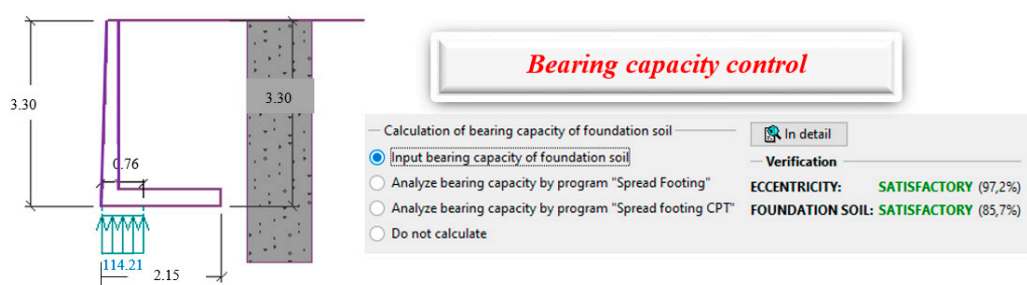 3.30
0.76
3.30
114.21
2.15
Bearing capacity control
Calculation of bearing capacity of foundation soil
Input bearing capacity of foundation soil
Analyze bearing capacity by program "Spread Footing"
Analyze bearing capacity by program "Spread footing CPT"
Do not calculate
In detail
Verification
ECCENTRICITY: SATISFACTORY (97,2%)
FOUNDATION SOIL: SATISFACTORY (85,7%)